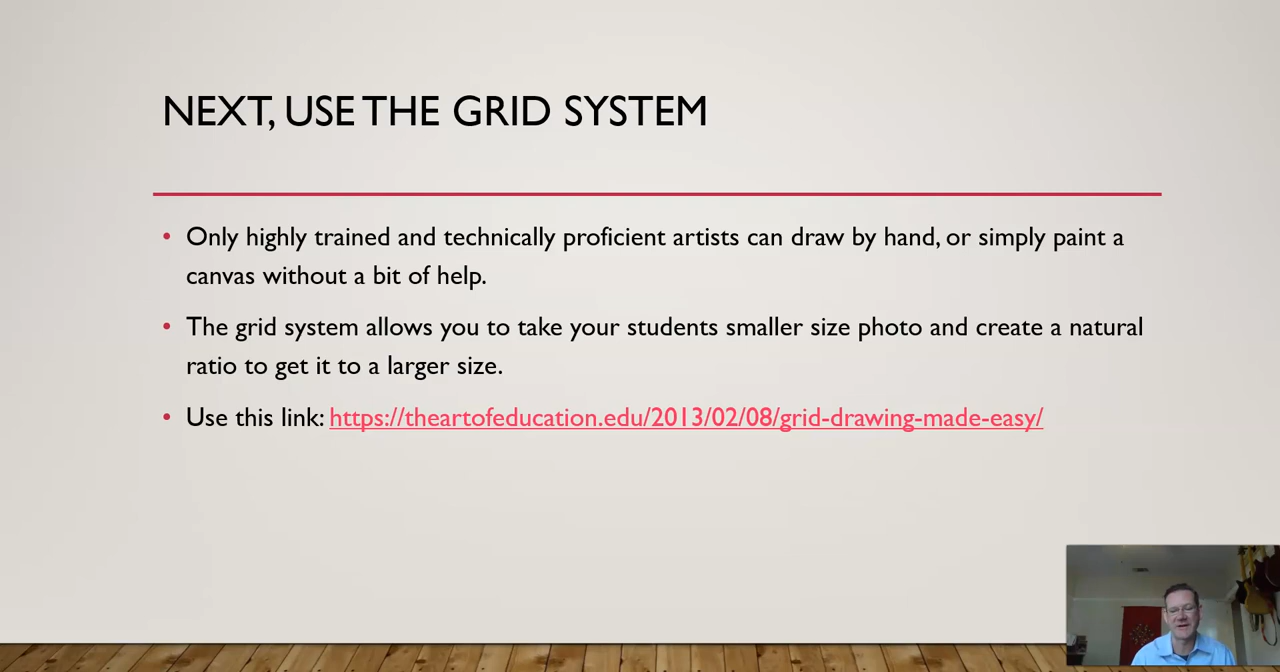 NEXT, USE THE GRID SYSTEM
• Only highly trained and technically proficient artists can draw by hand, or simply paint a
canvas without a bit of help.
• The grid system allows you to take your students smaller size photo and create a natural
ratio to get it to a larger size.
• Use this link: https://theartofeducation.edu/2013/02/08/grid-drawing-made-easy/